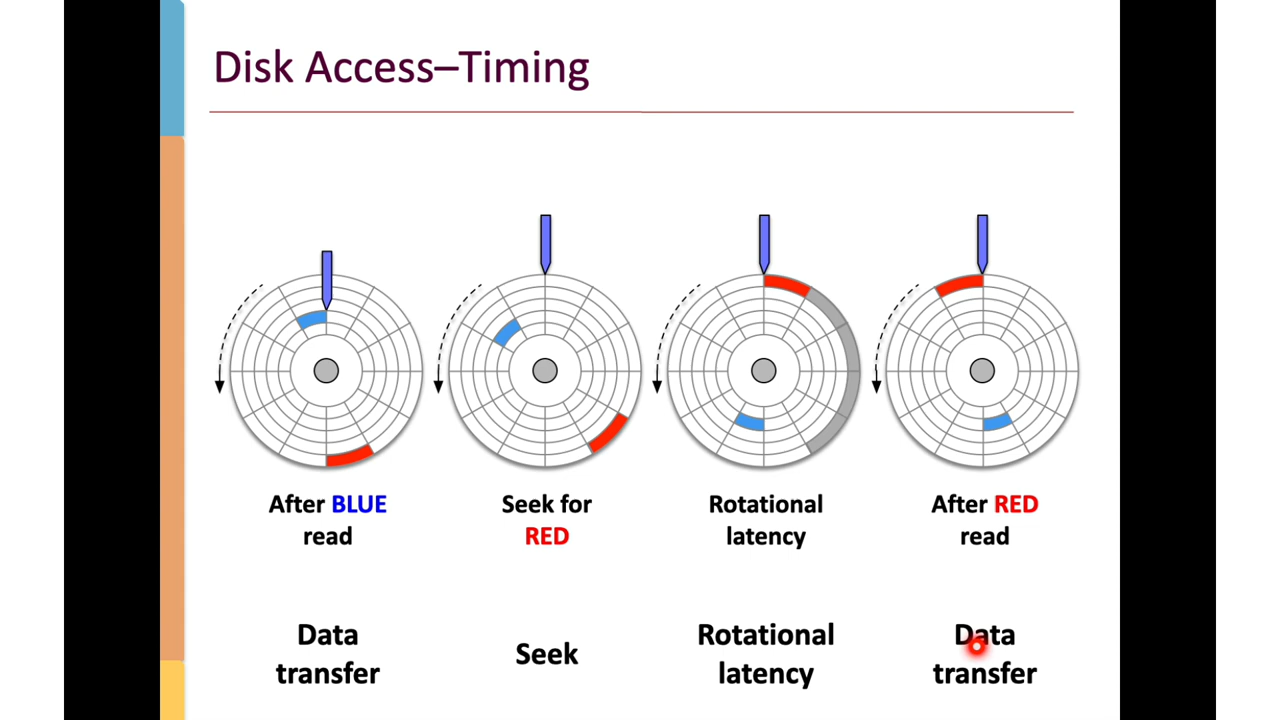 Disk Access–Timing
After BLUE
read
Seek for
RED
Rotational
latency
After RED
read
Data
transfer
Seek
Rotational
latency
Data
transfer